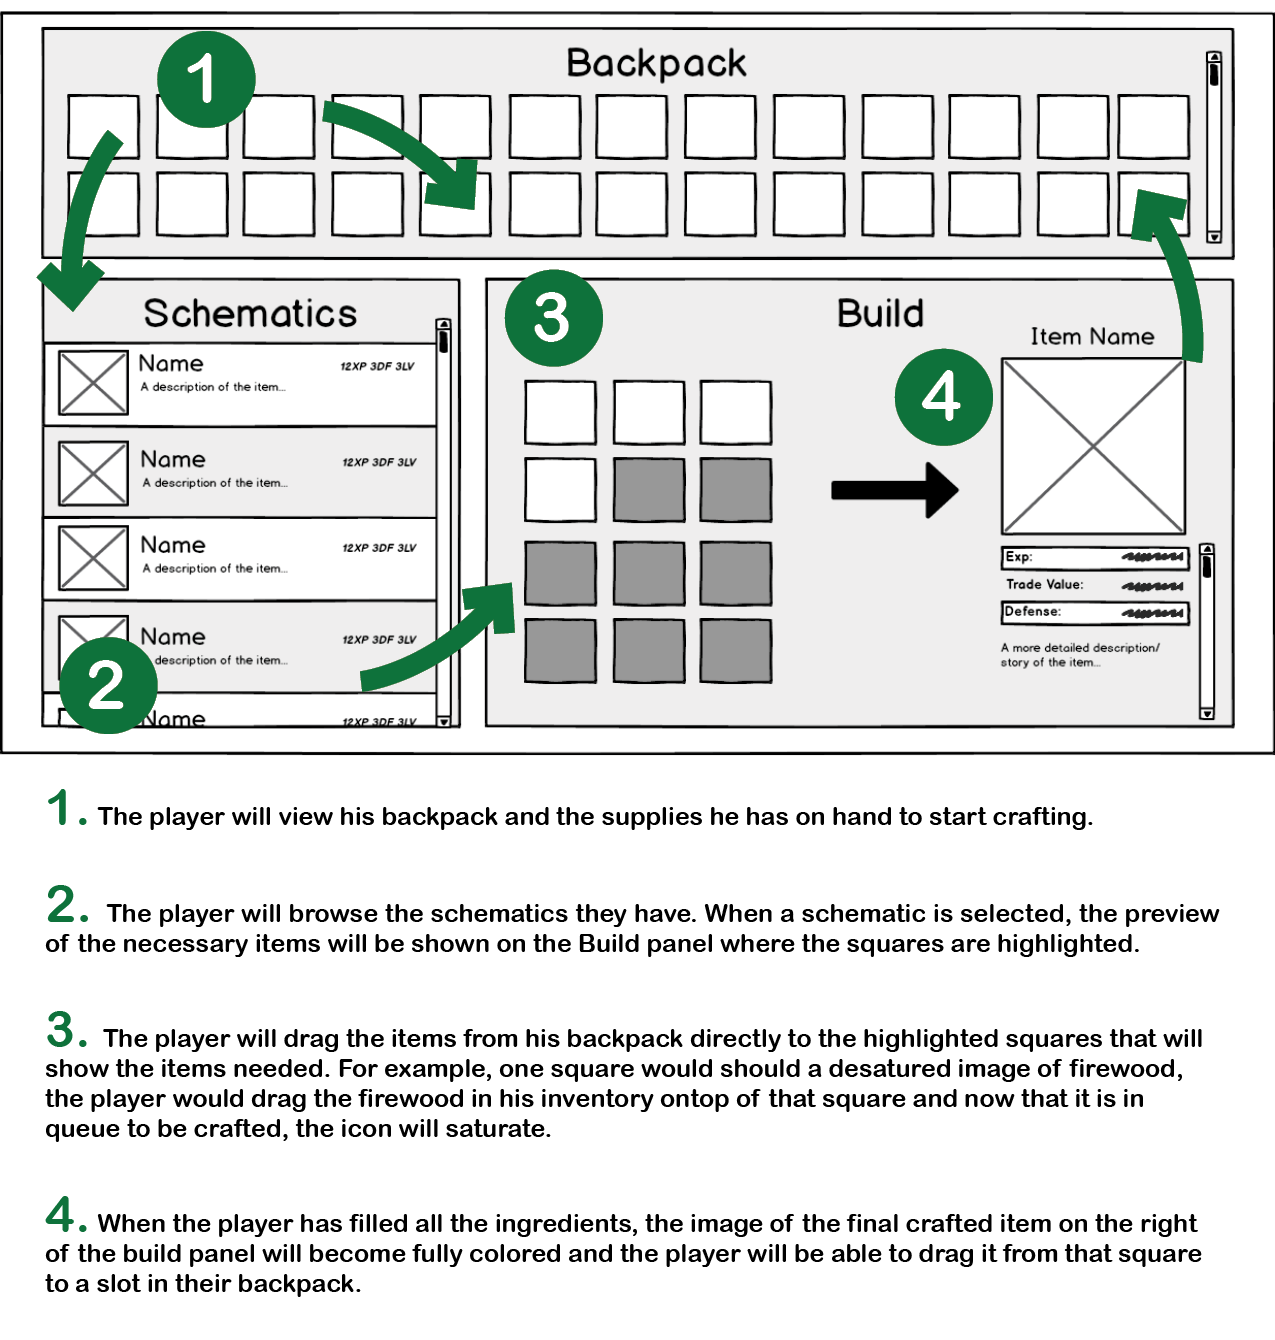 1
Backpack
Schematics
Name
12XP 3DF 3LV
A description of the item...
Name
12XP 3DF 3LV
A description of the item...
Name
12XP 3DF 3LV
A description of the item...
Name
12XP 3DF 3LV
description of the item...
2
Name
12XP 3DF 3LV
3
Build
Item Name
4
Exp:
Trade Value:
Defense:
A more detailed description/
story of the item...
1. The player will view his backpack and the supplies he has on hand to start crafting.
2. The player will browse the schematics they have. When a schematic is selected, the preview
of the necessary items will be shown on the Build panel where the squares are highlighted.
3. The player will drag the items from his backpack directly to the highlighted squares that will
show the items needed. For example, one square would should a desatured image of firewood,
the player would drag the firewood in his inventory ontop of that square and now that it is in
queue to be crafted, the icon will saturate.
4. When the player has filled all the ingredients, the image of the final crafted item on the right
of the build panel will become fully colored and the player will be able to drag it from that square
to a slot in their backpack.